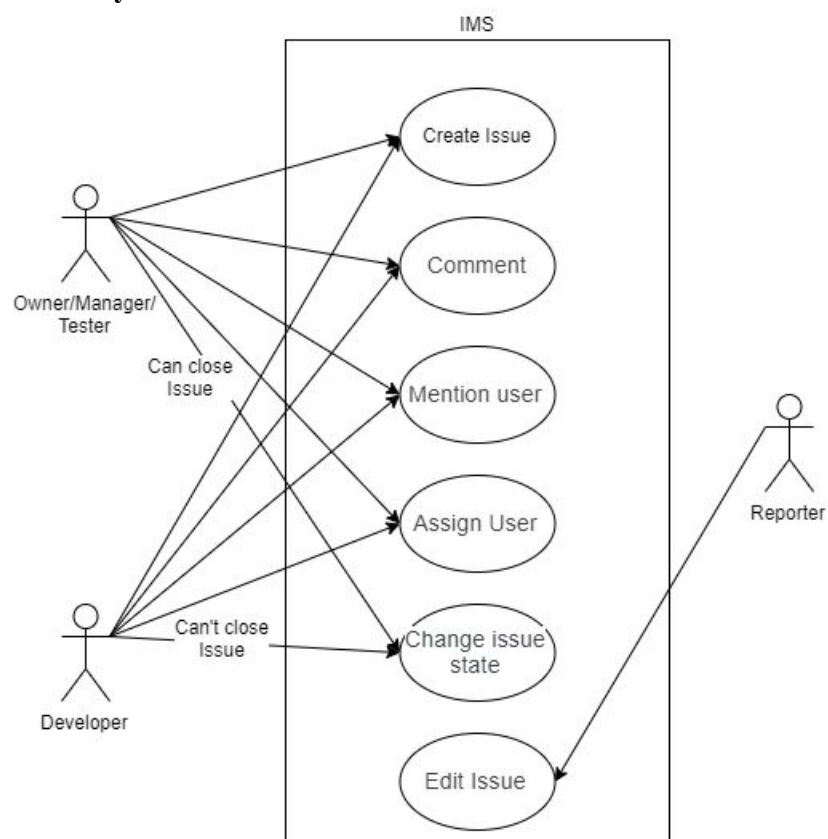 IMS
Create Issue
Comment
Owner/Manager/
Tester
Can close
Issue
Mention user
Reporter
Assign User
Can't close
Issue
Change issue
state
Developer
Edit Issue